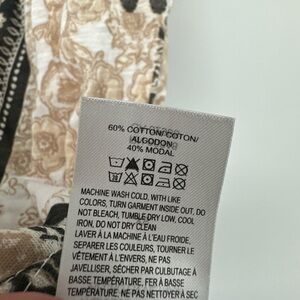 60% COTTON/COTON/
ALGODON
40% MODAL
MACHINE WASH COLD, WITH LIKE
COLORS, TURN GARMENT INSIDE OUT, DO
NOT BLEACH, TUMBLE DRY LOW, COOL
IRON, DO NOT DRY CLEAN
LAVER À LA MACHINE À L'EAU FROIDE,
SEPARER LES COULEURS, TOURNER LE
VÊTEMENT À L'ENVERS, NE PAS
JAVELLISER, SÉCHER PAR CULBUTAGE À
BASSE TEMPÉRATURE, FER À BASSE
TEMPÉRATURE, NE PAS NETTOYER À SEC